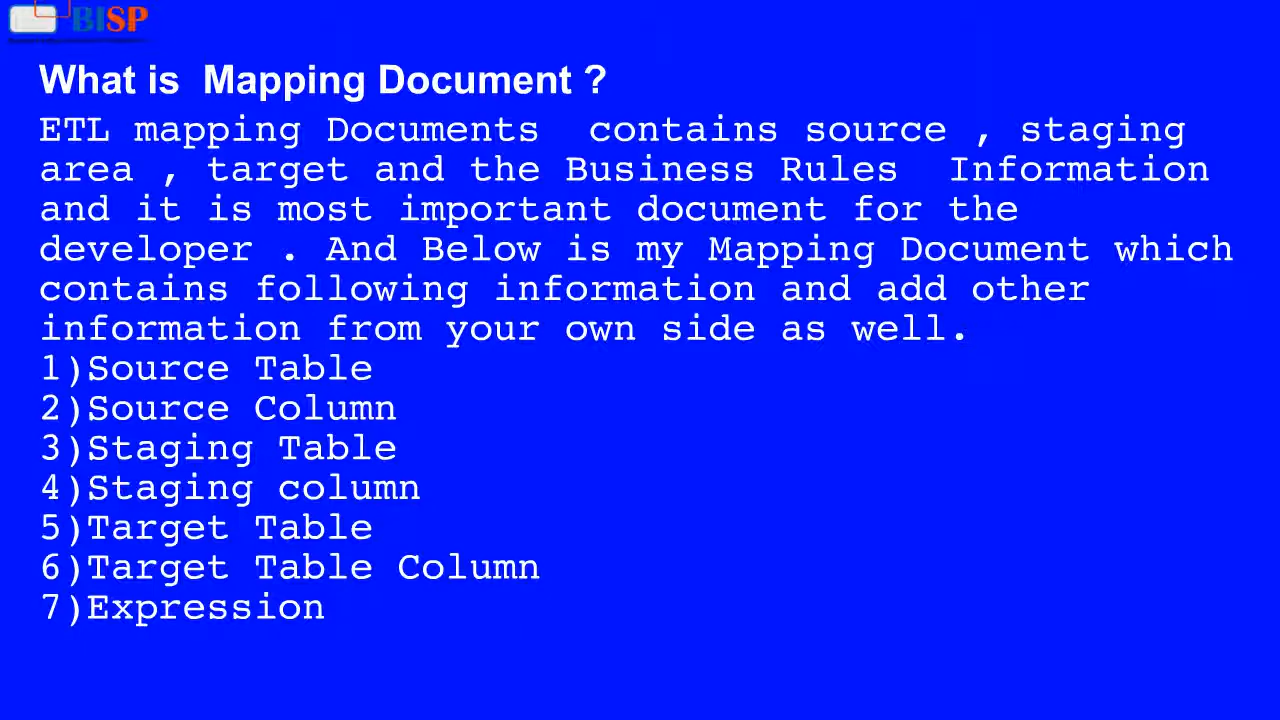 BISP
What is  Mapping Document ?
ETL mapping Documents  contains source , staging
area , target and the Business Rules  Information
and it is most important document for the
developer . And Below is my Mapping Document which
contains following information and add other
information from your own side as well.
1)Source Table
2)Source Column
3)Staging Table
4)Staging column
5)Target Table
6)Target Table Column
7)Expression